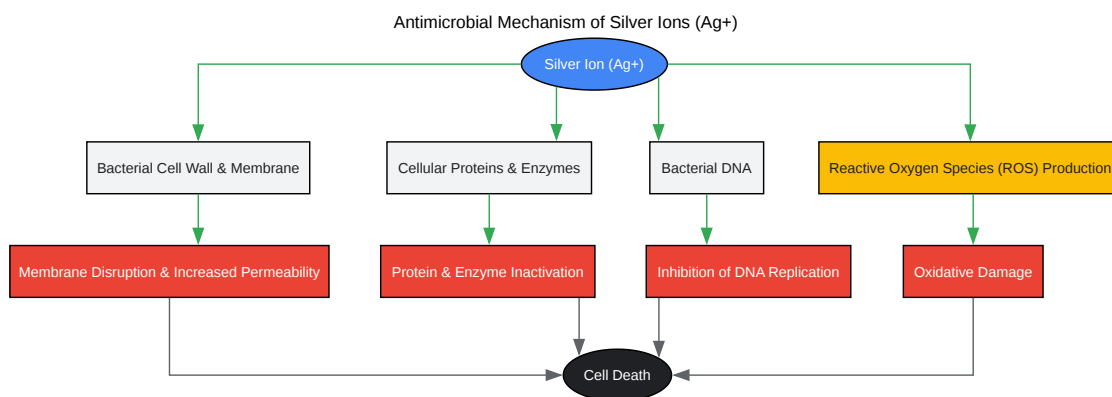 Antimicrobial Mechanism of Silver Ions (Ag+)
Silver Ion (Ag+)
Bacterial Cell Wall & Membrane
Cellular Proteins & Enzymes
Bacterial DNA
Reactive Oxygen Species (ROS) Production
Membrane Disruption & Increased Permeability
Protein & Enzyme Inactivation
Inhibition of DNA Replication
Oxidative Damage
Cell Death